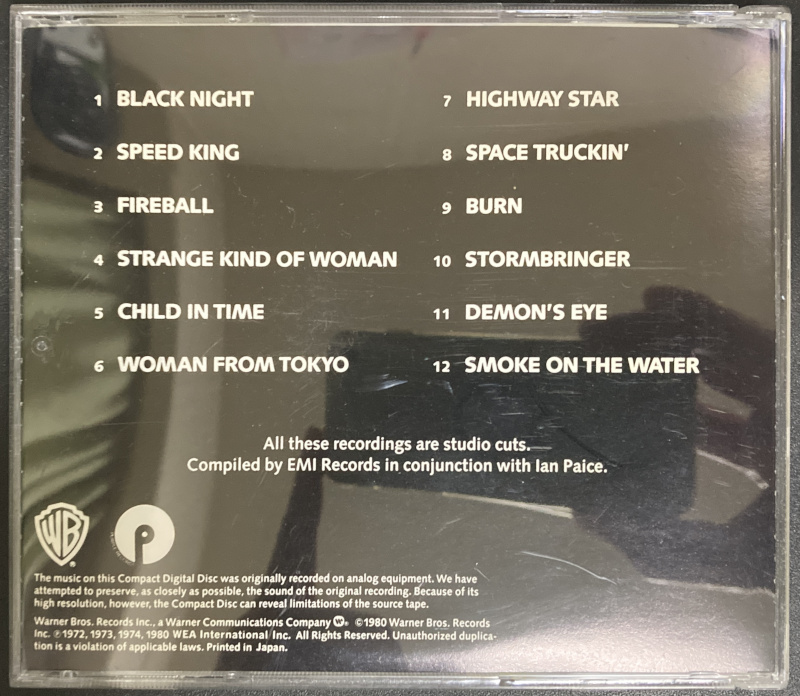 1 BLACK NIGHT
2 SPEED KING
3 FIREBALL
4 STRANGE KIND OF WOMAN
5 CHILD IN TIME
6 WOMAN FROM TOKYO
7 HIGHWAY STAR
8 SPACE TRUCKIN'
9 BURN
10 STORMBRINGER
11 DEMON'S EYE
12 SMOKE ON THE WATER
All these recordings are studio cuts.
Compiled by EMI Records in conjunction with Ian Paice.
WB ®
P
The music on this Compact Digital Disc was originally recorded on analog equipment. We have
attempted to preserve, as closely as possible, the sound of the original recording. Because of its
high resolution, however, the Compact Disc can reveal limitations of the source tape.
Warner Bros. Records Inc., a Warner Communications Company W. ©1980 Warner Bros. Records
Inc. ℗1972, 1973, 1974, 1980 WEA International Inc. All Rights Reserved. Unauthorized duplica-
tion is a violation of applicable laws. Printed in Japan.